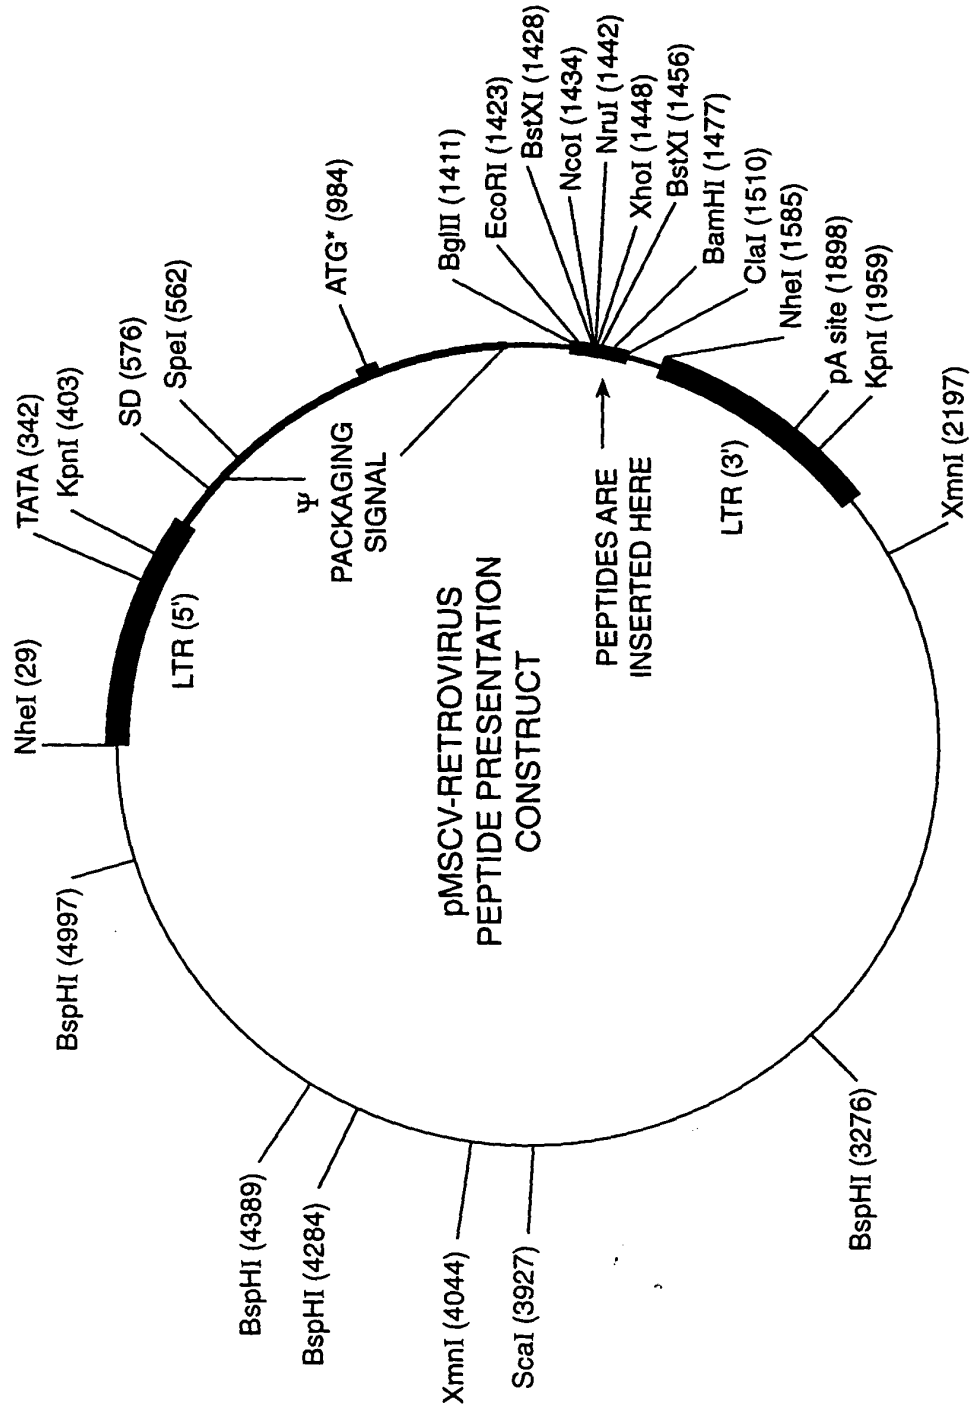 NheI (29)
TATA (342)
KpnI (403)
SD (576)
SpeI (562)
ATG* (984)
BglII (1411)
EcoRI (1423)
BstXI (1428)
NcoI (1434)
NruI (1442)
XhoI (1448)
BstXI (1456)
BamHI (1477)
ClaI (1510)
NheI (1585)
pA site (1898)
KpnI (1959)
XmnI (2197)
BspHI (3276)
ScaI (3927)
XmnI (4044)
BspHI (4284)
BspHI (4389)
BspHI (4997)
LTR (5')
Ψ
PACKAGING
SIGNAL
pMSCV-RETROVIRUS
PEPTIDE PRESENTATION
CONSTRUCT
PEPTIDES ARE
INSERTED HERE
LTR (3')